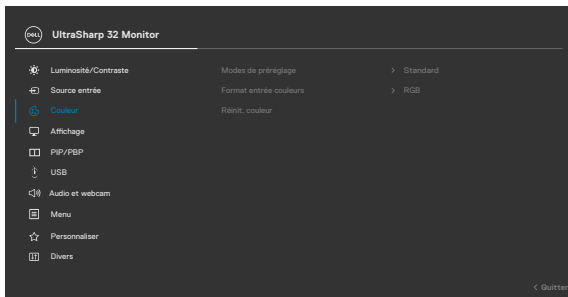 DELL UltraSharp 32 Monitor
Luminosité/Contraste Modes de préréglage > Standard
Source entrée Format entrée couleurs > RGB
Couleur Réinit. couleur
Affichage
PIP/PBP
USB
Audio et webcam
Menu
Personnaliser
Divers
< Quitter